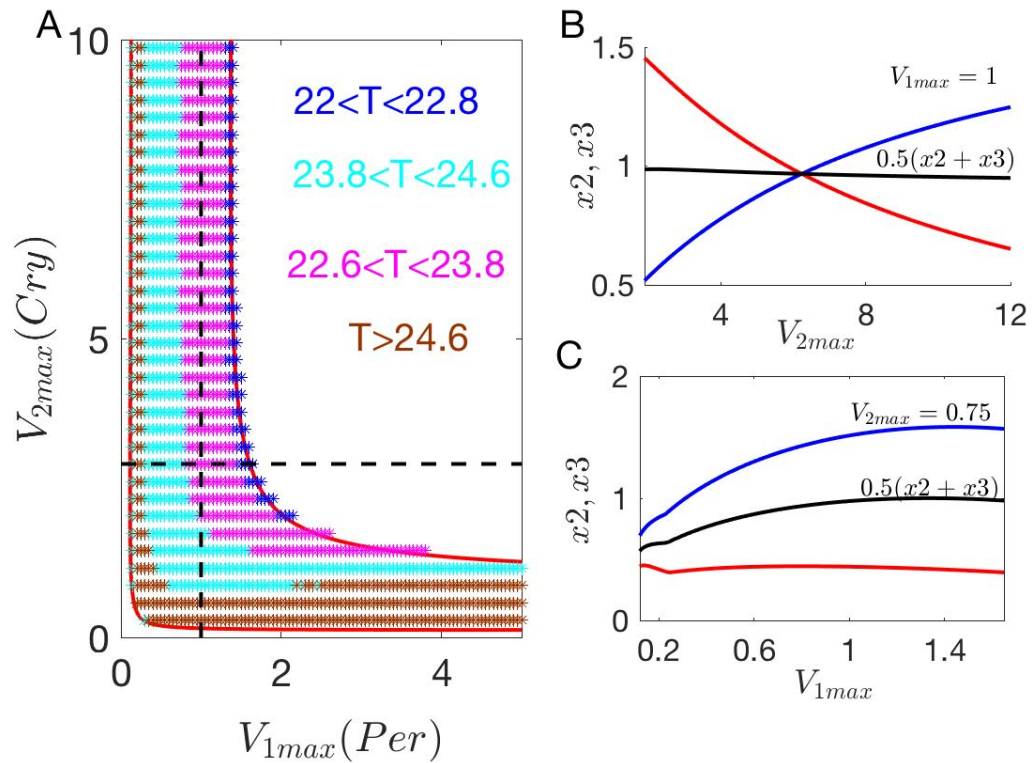 A
10
5
0
0
2
4
V1max(Per)
V2max(Cry)
22<T<22.8
23.8<T<24.6
22.6<T<23.8
T>24.6
B
1.5
1
0.5
4
8
12
V2max
x2, x3
V1max = 1
0.5(x2 + x3)
C
2
1
0
0.2
0.6
1
1.4
V1max
x2, x3
V2max = 0.75
0.5(x2 + x3)